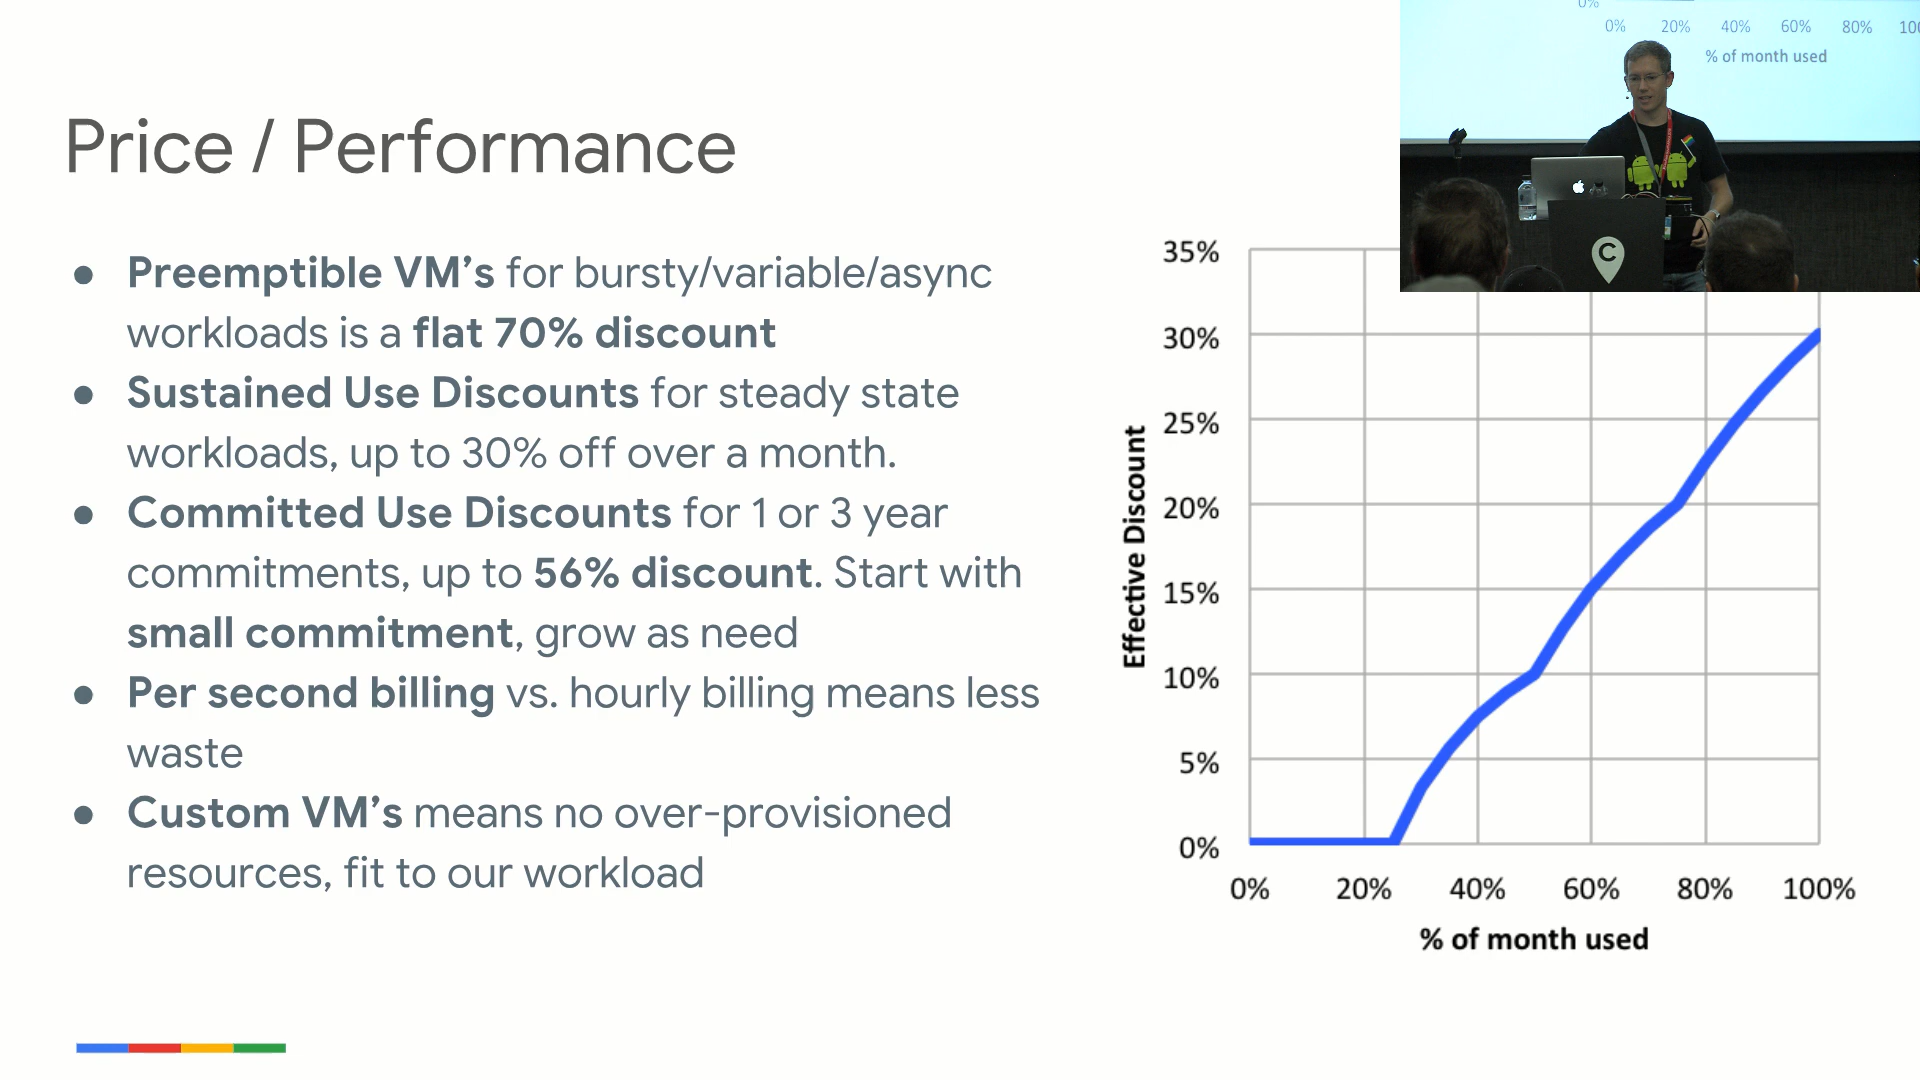 Price / Performance
● Preemptible VM’s for bursty/variable/async
workloads is a flat 70% discount
● Sustained Use Discounts for steady state
workloads, up to 30% off over a month.
● Committed Use Discounts for 1 or 3 year
commitments, up to 56% discount. Start with
small commitment, grow as need
● Per second billing vs. hourly billing means less
waste
● Custom VM’s means no over-provisioned
resources, fit to our workload
0%
0% 20% 40% 60% 80%
% of month used
C
Effective Discount
35%
30%
25%
20%
15%
10%
5%
0%
0% 20% 40% 60% 80% 100%
% of month used